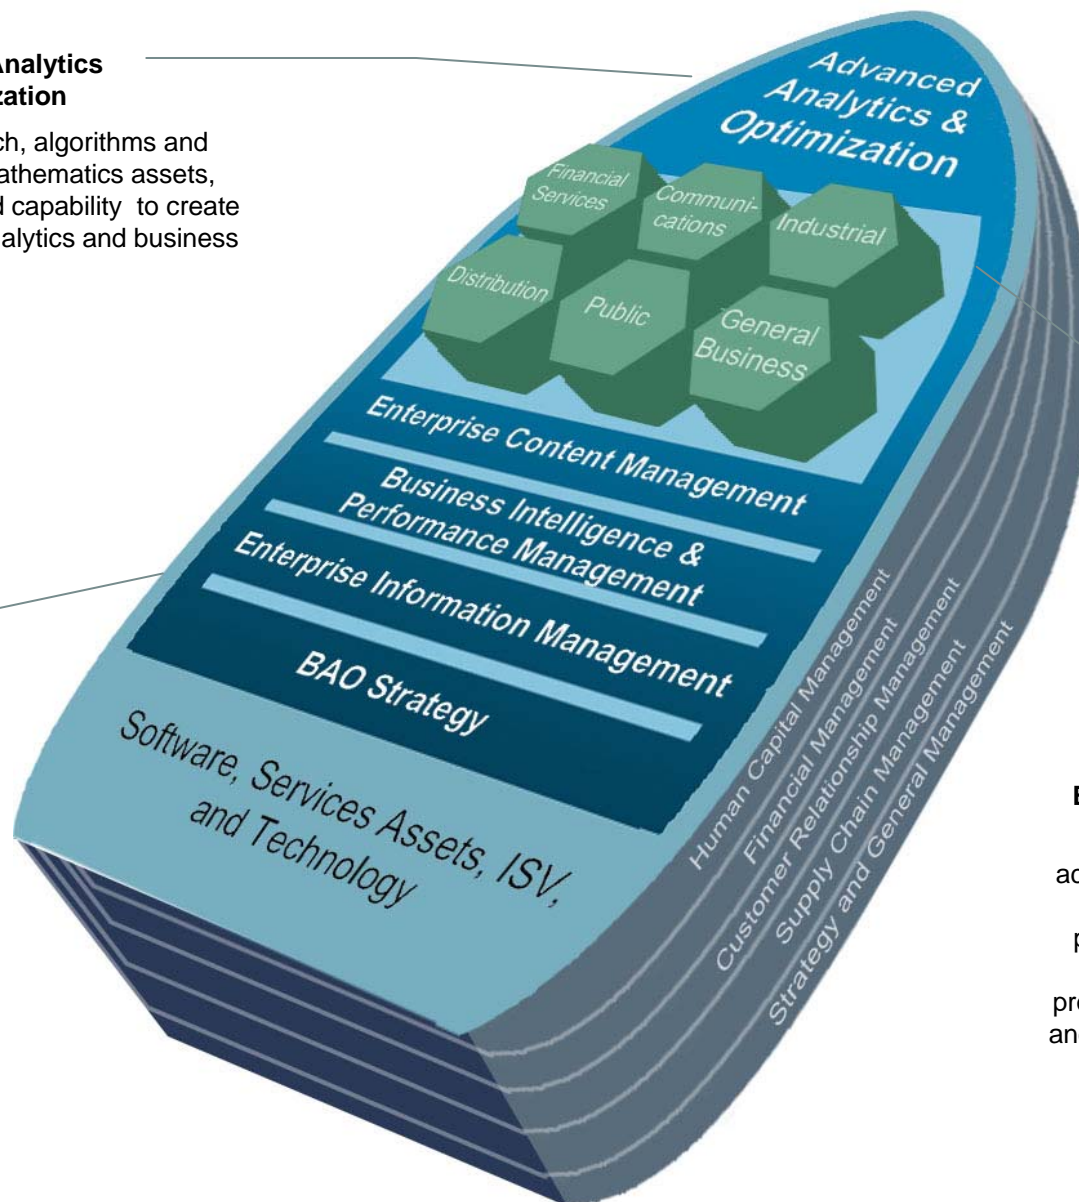 Analytics
ch, algorithms and
athematics assets,
d capability to create
alytics and business
Advanced
Analytics &
Optimization
Financial
Services
Communi-
cations
Industrial
Distribution
Public
General
Business
Enterprise Content Management
Business Intelligence &
Performance Management
Enterprise Information Management
BAO Strategy
Software, Services Assets, ISV,
and Technology
Human Capital Management
Financial Management
Customer Relationship Management
Supply Chain Management
Strategy and General Management
and